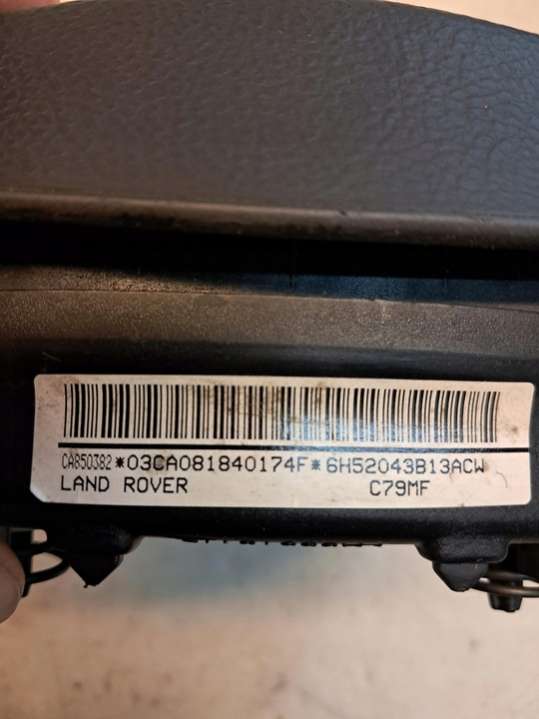 CA850382*03CA081840174F*6H52043B13ACW
LAND ROVER C79MF